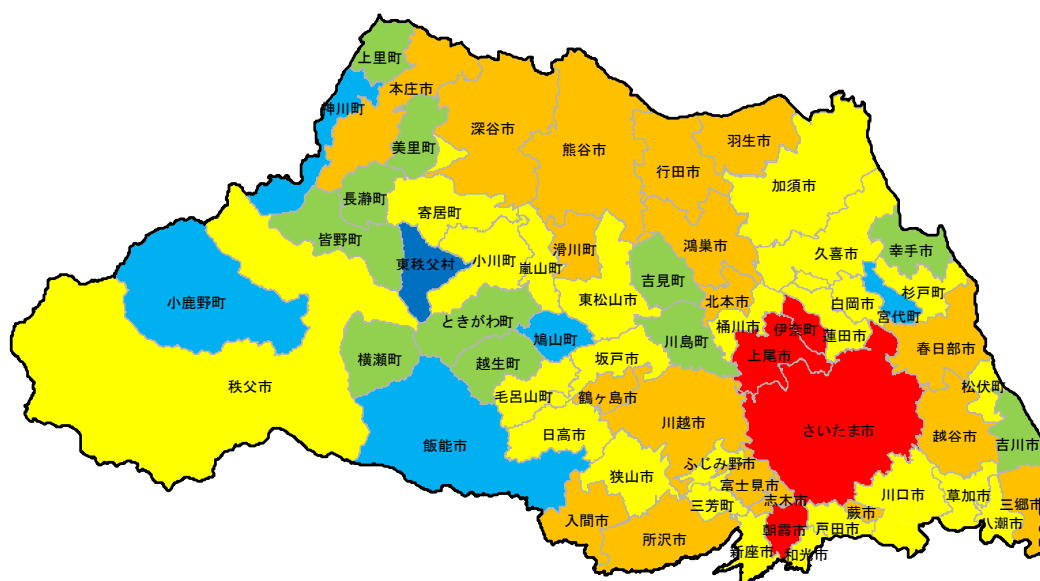 上里町
本庄市
神川町
深谷市
美里町
熊谷市
羽生市
行田市
加須市
長瀞町
寄居町
皆野町
滑川町
鴻巣市
久喜市
幸手市
東秩父村
小川町
嵐山町
吉見町
小鹿野町
東松山市
北本市
白岡市
杉戸町
宮代町
ときがわ町
鳩山町
川島町
桶川市
伊奈町
蓮田市
春日部市
横瀬町
越生町
坂戸市
上尾市
秩父市
毛呂山町
鶴ヶ島市
松伏町
川越市
さいたま市
飯能市
日高市
越谷市
吉川市
狭山市
ふじみ野市
富士見市
三芳町
志木市
川口市
草加市
三郷市
入間市
蕨市
所沢市
朝霞市
戸田市
八潮市
新座市
和光市